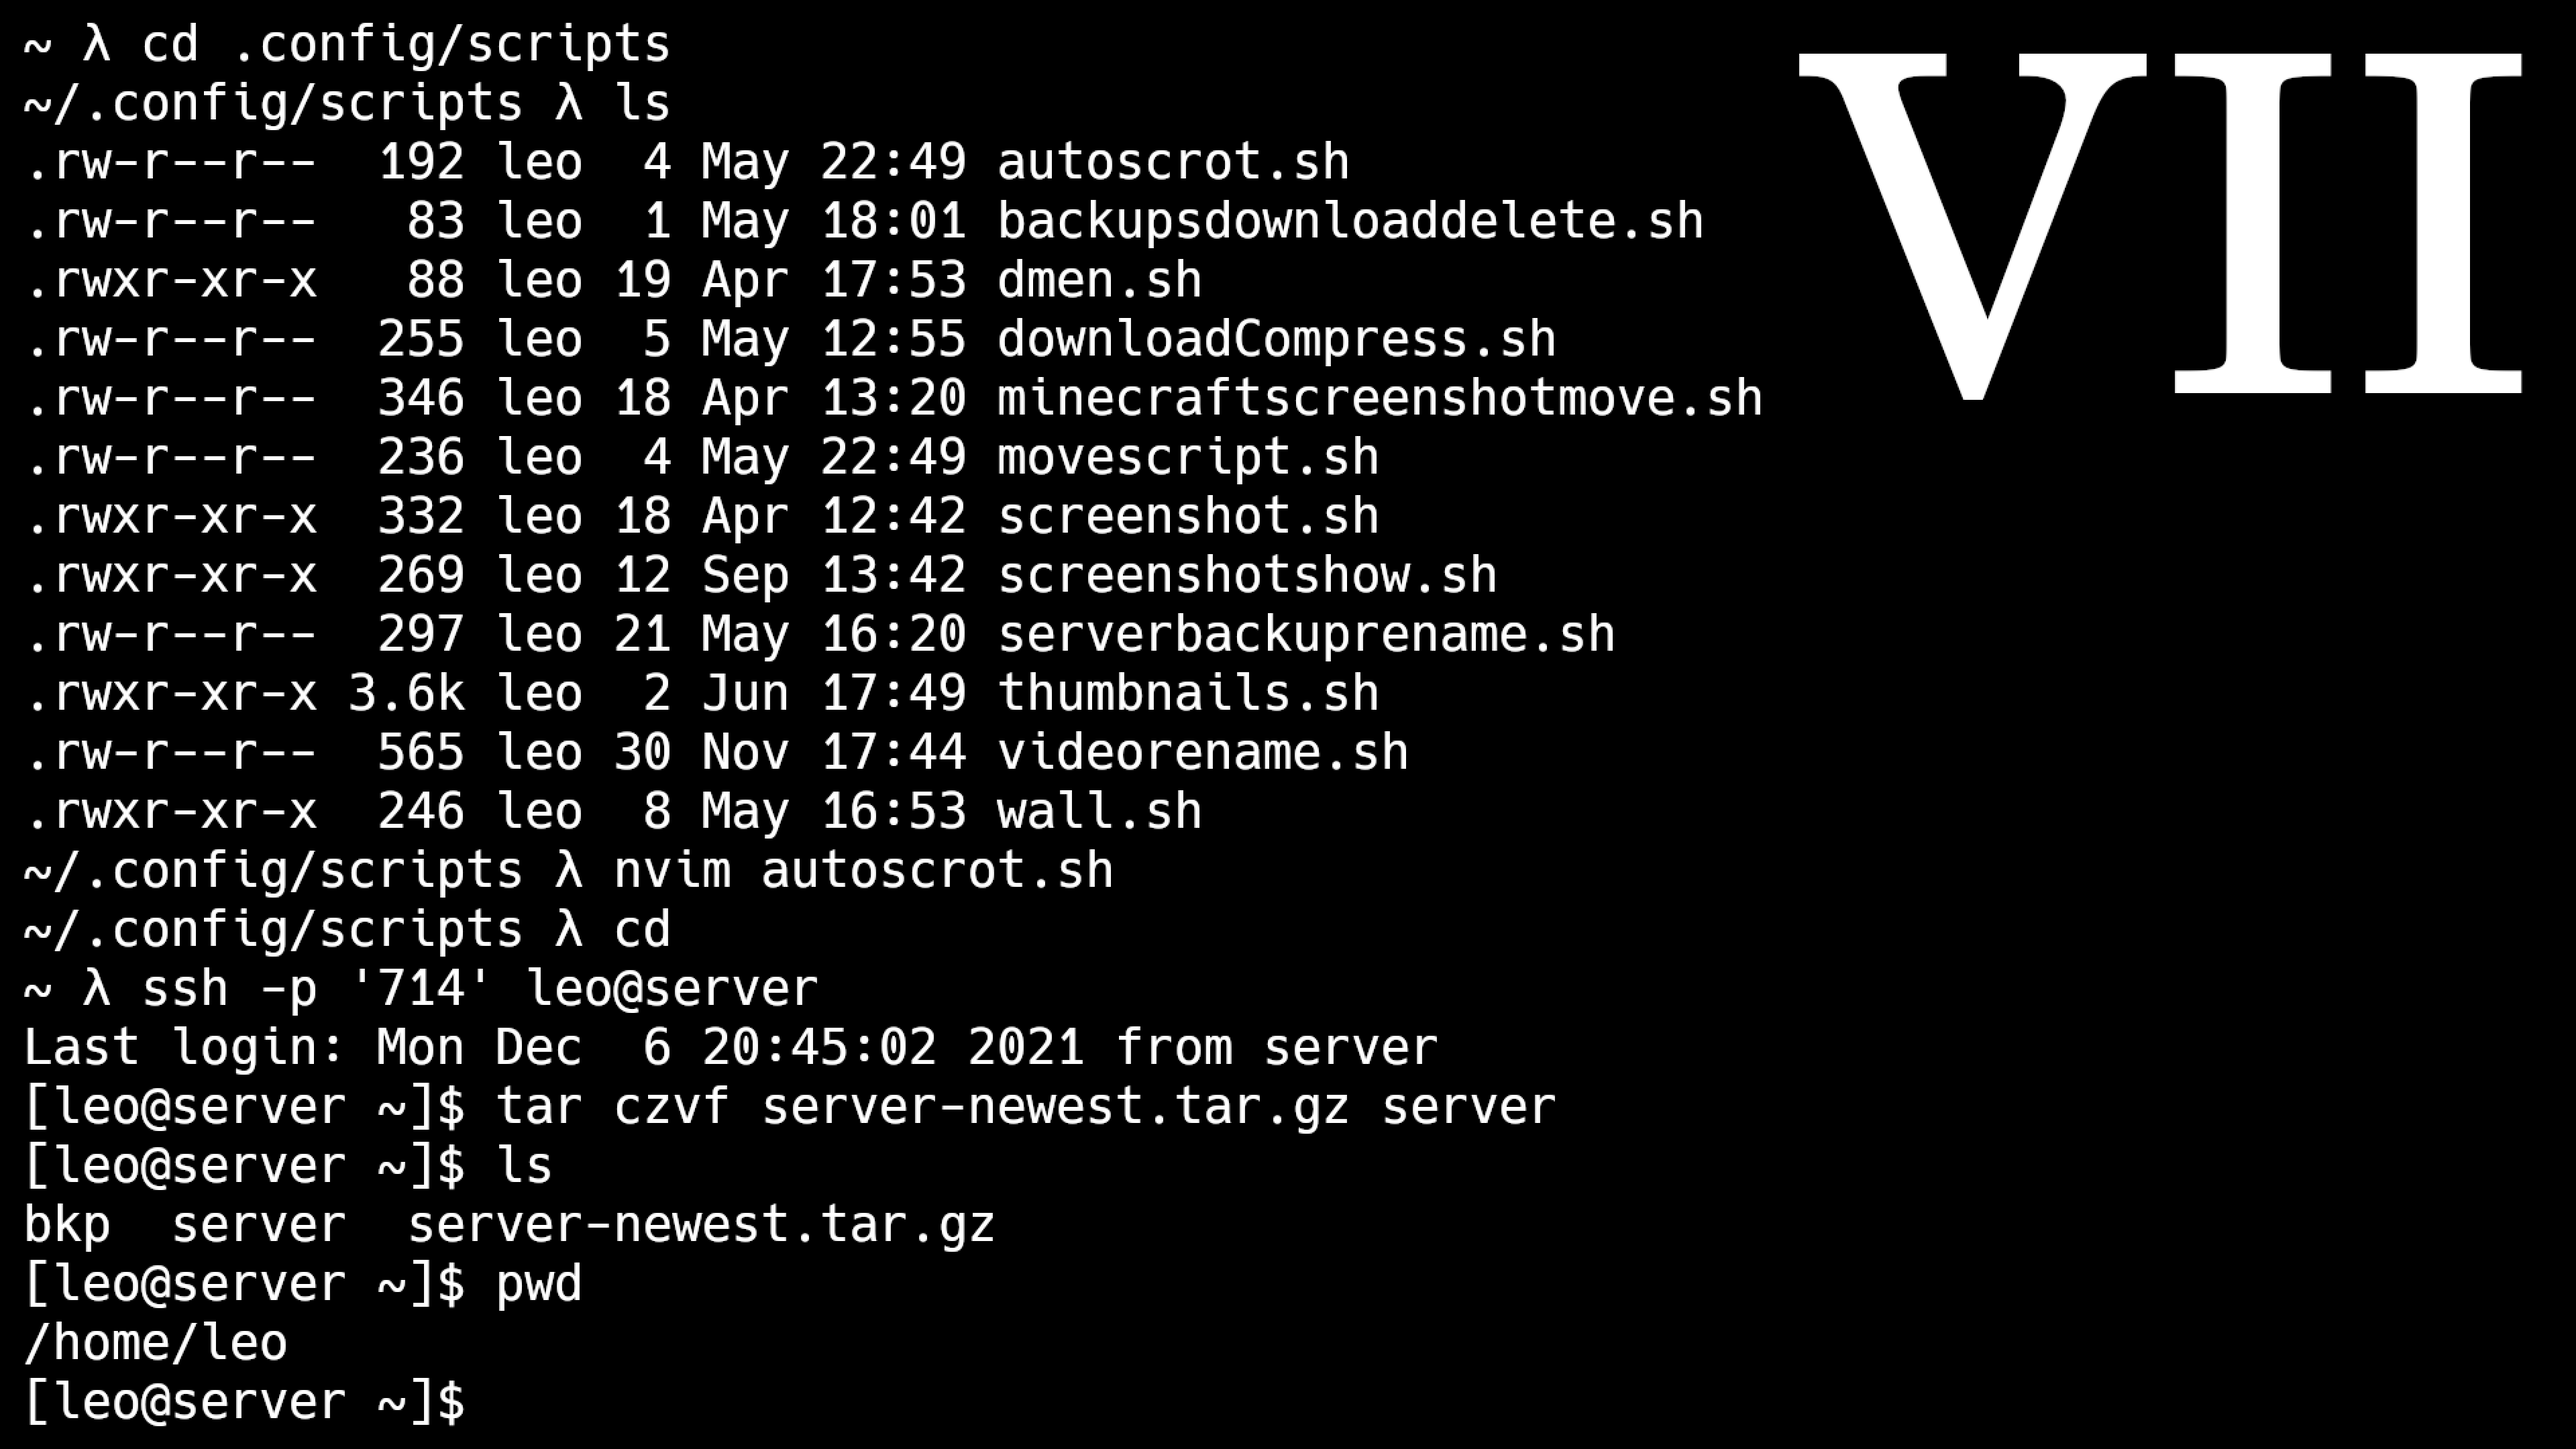 ~ λ cd .config/scripts
~/.config/scripts λ ls
.rw-r--r--  192 leo  4 May 22:49 autoscrot.sh
.rw-r--r--   83 leo  1 May 18:01 backupsdownloaddelete.sh
.rwxr-xr-x   88 leo 19 Apr 17:53 dmen.sh
.rw-r--r--  255 leo  5 May 12:55 downloadCompress.sh
.rw-r--r--  346 leo 18 Apr 13:20 minecraftscreenshotmove.sh
.rw-r--r--  236 leo  4 May 22:49 movescript.sh
.rwxr-xr-x  332 leo 18 Apr 12:42 screenshot.sh
.rwxr-xr-x  269 leo 12 Sep 13:42 screenshotshow.sh
.rw-r--r--  297 leo 21 May 16:20 serverbackuprename.sh
.rwxr-xr-x 3.6k leo  2 Jun 17:49 thumbnails.sh
.rw-r--r--  565 leo 30 Nov 17:44 videorename.sh
.rwxr-xr-x  246 leo  8 May 16:53 wall.sh
~/.config/scripts λ nvim autoscrot.sh
~/.config/scripts λ cd
~ λ ssh -p '714' leo@server
Last login: Mon Dec  6 20:45:02 2021 from server
[leo@server ~]$ tar czvf server-newest.tar.gz server
[leo@server ~]$ ls
bkp  server  server-newest.tar.gz
[leo@server ~]$ pwd
/home/leo
[leo@server ~]$
VII